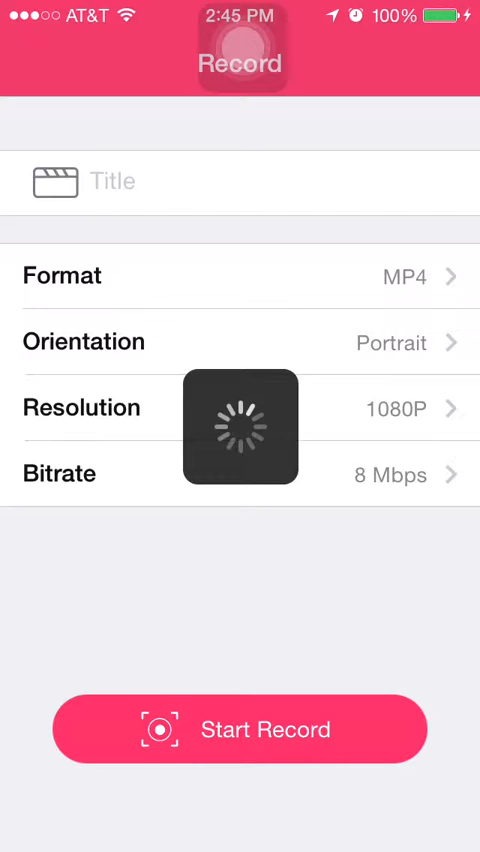 AT&T 2:45 PM 100%
Record
Title
Format MP4
Orientation Portrait
Resolution 1080P
Bitrate 8 Mbps
Start Record